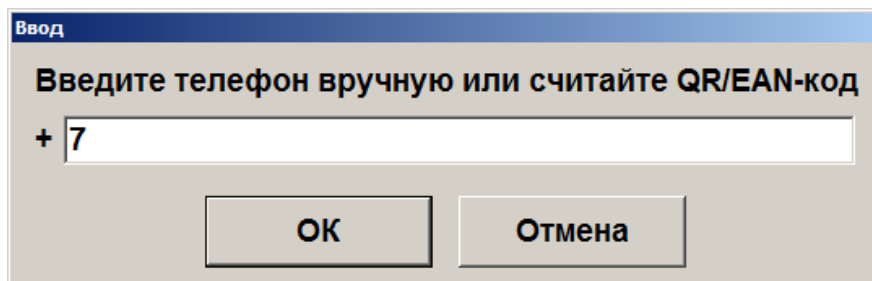 Ввод
Введите телефон вручную или считайте QR/EAN-код
+ 7
ОК Отмена